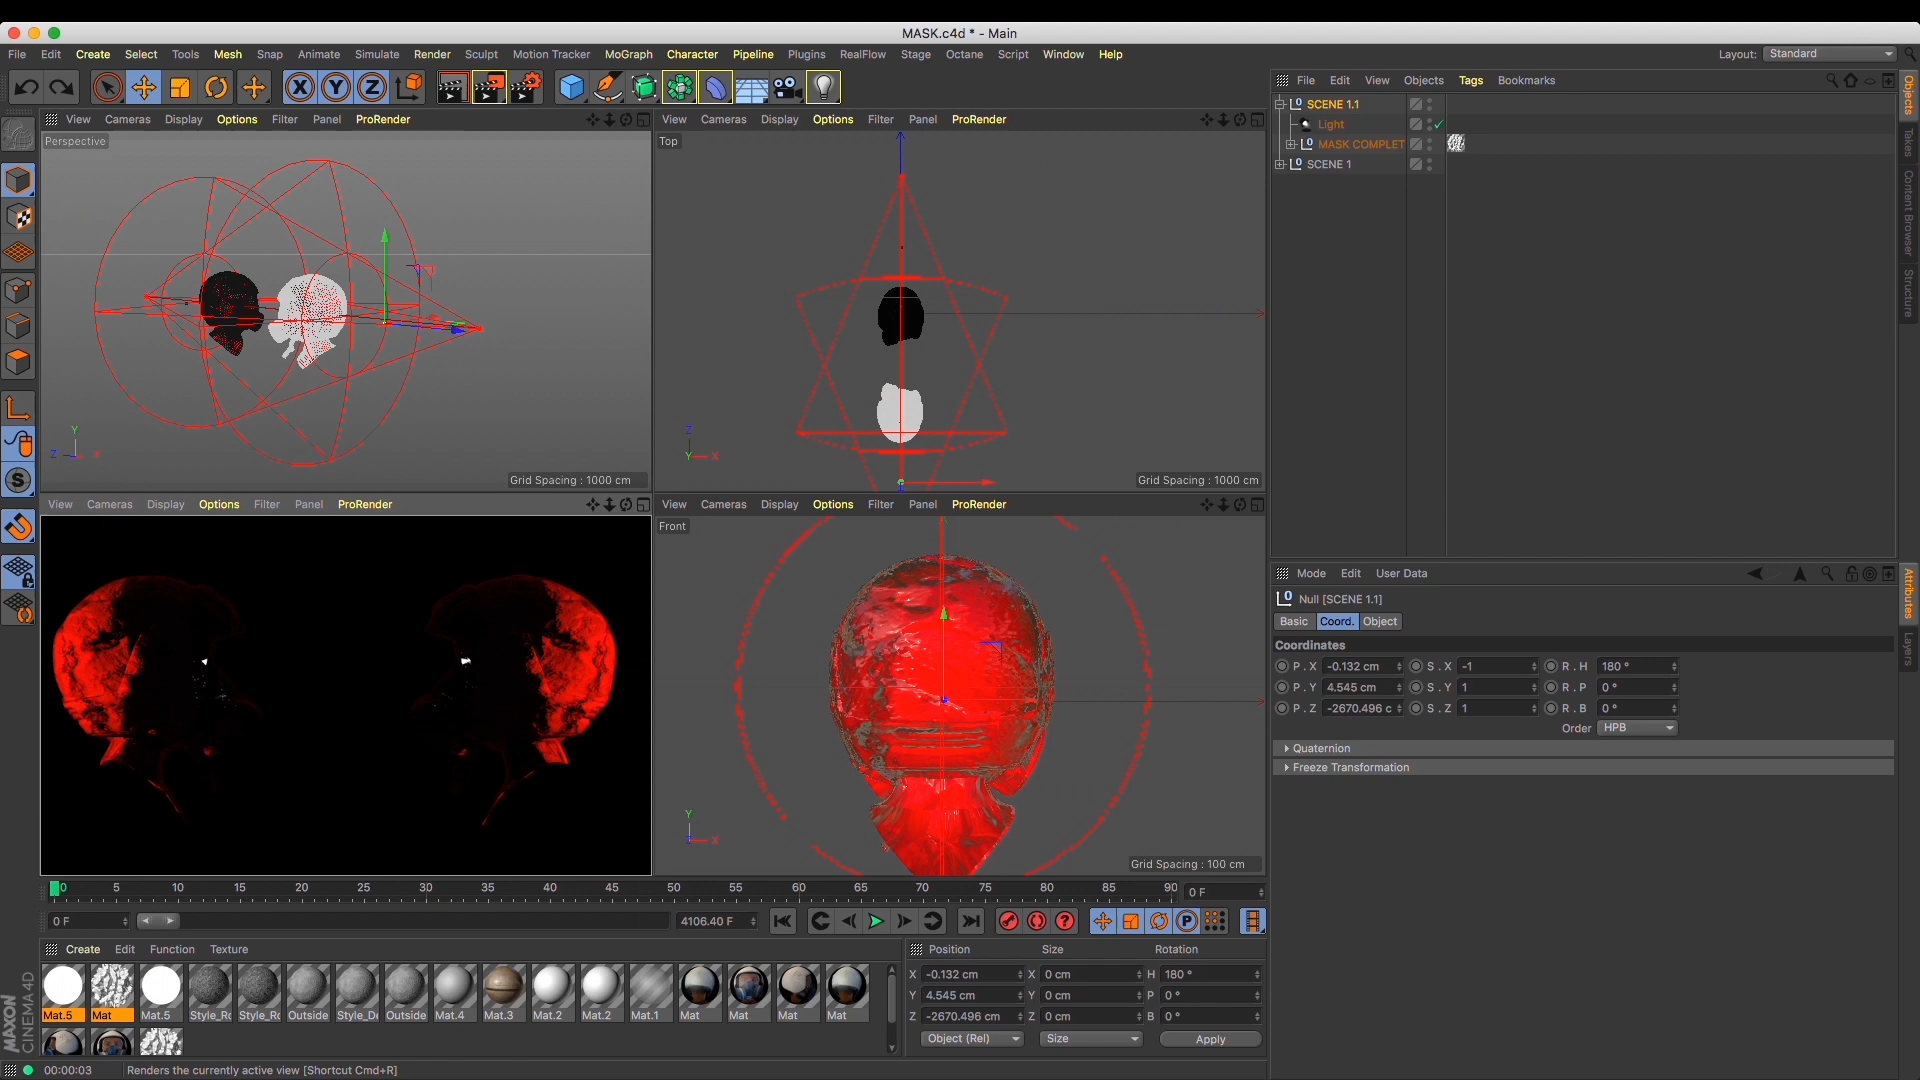 MASK.c4d * - Main
File Edit Create Select Tools Mesh Snap Animate Simulate Render Sculpt Motion Tracker MoGraph Character Pipeline Plugins RealFlow Stage Octane Script Window Help
Layout: Standard
X Y Z
File Edit View Objects Tags Bookmarks
SCENE 1.1
Light
MASK COMPLET
SCENE 1
Objects
Takes
Content Browser
Structure
View Cameras Display Options Filter Panel ProRender
Perspective
Grid Spacing : 1000 cm
View Cameras Display Options Filter Panel ProRender
Top
Grid Spacing : 1000 cm
View Cameras Display Options Filter Panel ProRender
View Cameras Display Options Filter Panel ProRender
Front
Grid Spacing : 100 cm
Mode Edit User Data
Null [SCENE 1.1]
Basic Coord. Object
Coordinates
P . X -0.132 cm S . X -1 R . H 180 °
P . Y 4.545 cm S . Y 1 R . P 0 °
P . Z -2670.496 c S . Z 1 R . B 0 °
Order HPB
Quaternion
Freeze Transformation
Attributes
Layers
0 5 10 15 20 25 30 35 40 45 50 55 60 65 70 75 80 85 90 0 F
0 F 4106.40 F
Create Edit Function Texture
Mat.5 Mat Mat.5 Style_Ro Style_Ro Outside Style_De Outside Mat.4 Mat.3 Mat.2 Mat.2 Mat.1 Mat Mat Mat Mat
Position Size Rotation
X -0.132 cm X 0 cm H 180 °
Y 4.545 cm Y 0 cm P 0 °
Z -2670.496 cm Z 0 cm B 0 °
Object (Rel) Size Apply
MAXON
CINEMA 4D
00:00:03 Renders the currently active view [Shortcut Cmd+R]